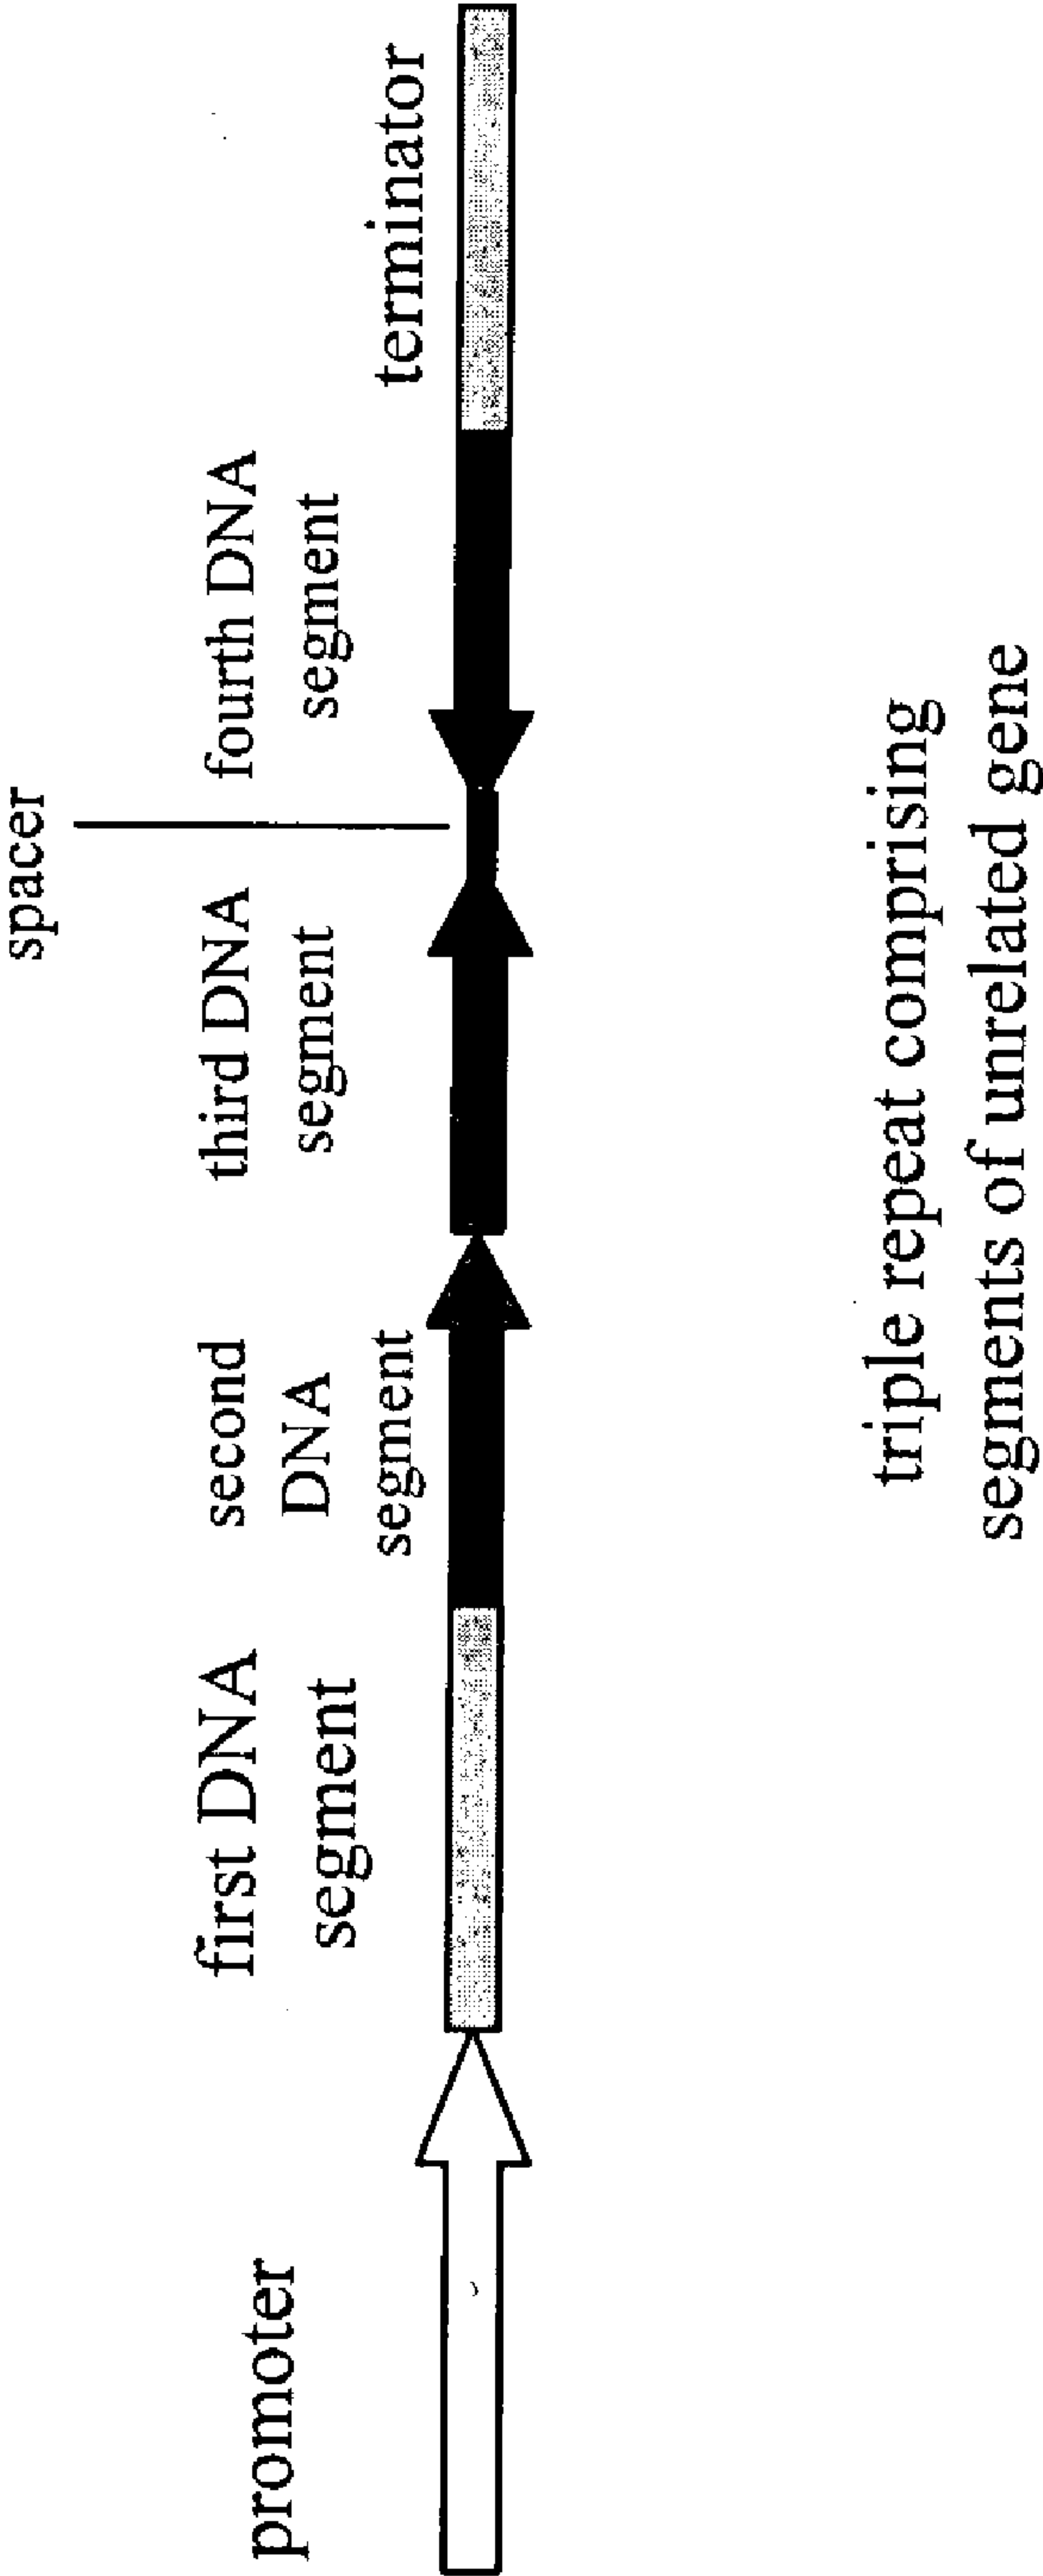 promoter
first DNA
segment
second
DNA
segment
third DNA
segment
spacer
fourth DNA
segment
terminator
triple repeat comprising
segments of unrelated gene